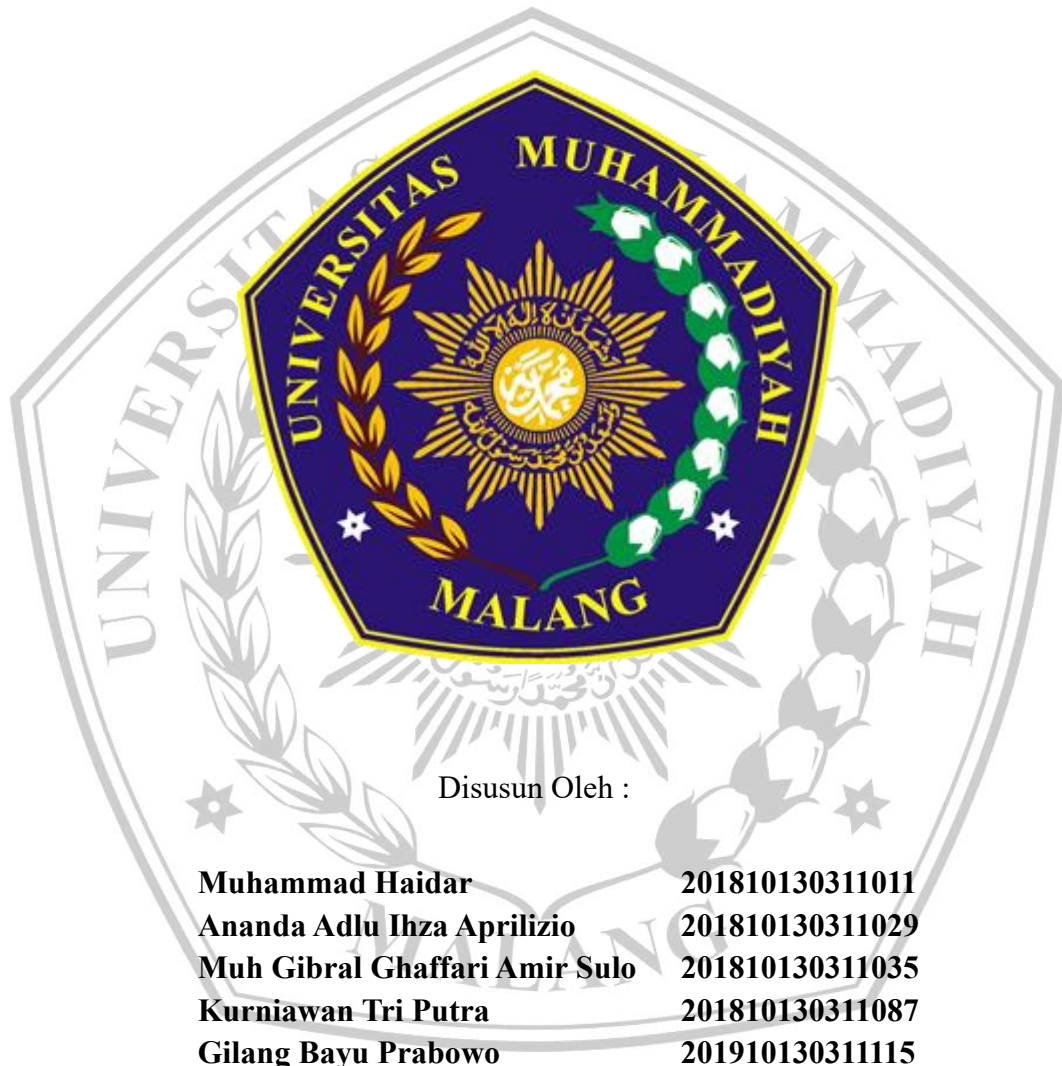 UNIVERSITAS MUHAMMADIYAH
MALANG
Disusun Oleh :
Muhammad Haidar 201810130311011
Ananda Adlu Ihza Aprilizio 201810130311029
Muh Gibral Ghaffari Amir Sulo 201810130311035
Kurniawan Tri Putra 201810130311087
Gilang Bayu Prabowo 201910130311115